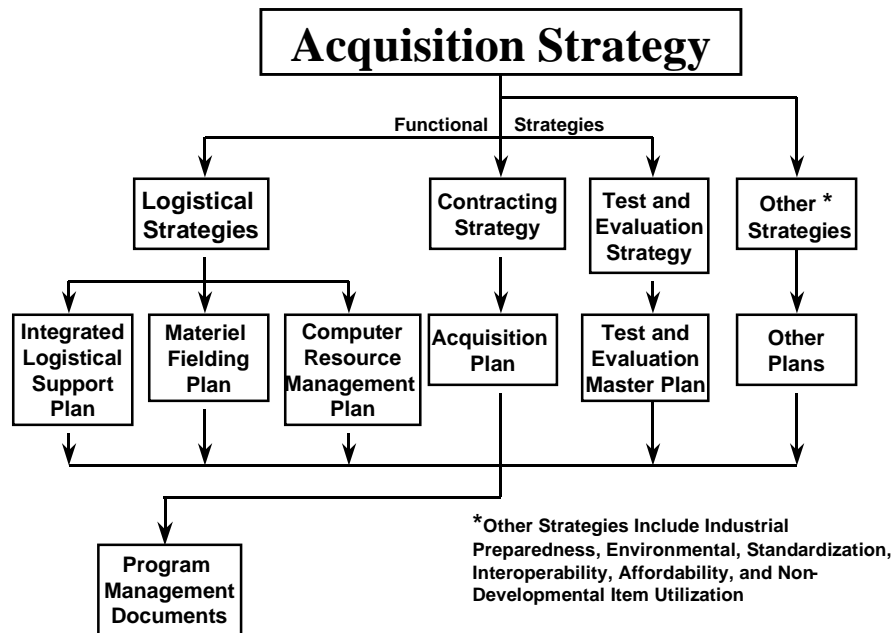 Acquisition Strategy
Functional Strategies
Logistical
Strategies
Contracting
Strategy
Test and
Evaluation
Strategy
Other *
Strategies
Integrated
Logistical
Support
Plan
Materiel
Fielding
Plan
Computer
Resource
Management
Plan
Acquisition
Plan
Test and
Evaluation
Master Plan
Other
Plans
Program
Management
Documents
*Other Strategies Include Industrial
Preparedness, Environmental, Standardization,
Interoperability, Affordability, and Non-
Developmental Item Utilization